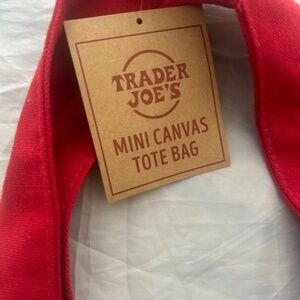 TRADER
JOE'S
MINI CANVAS
TOTE BAG